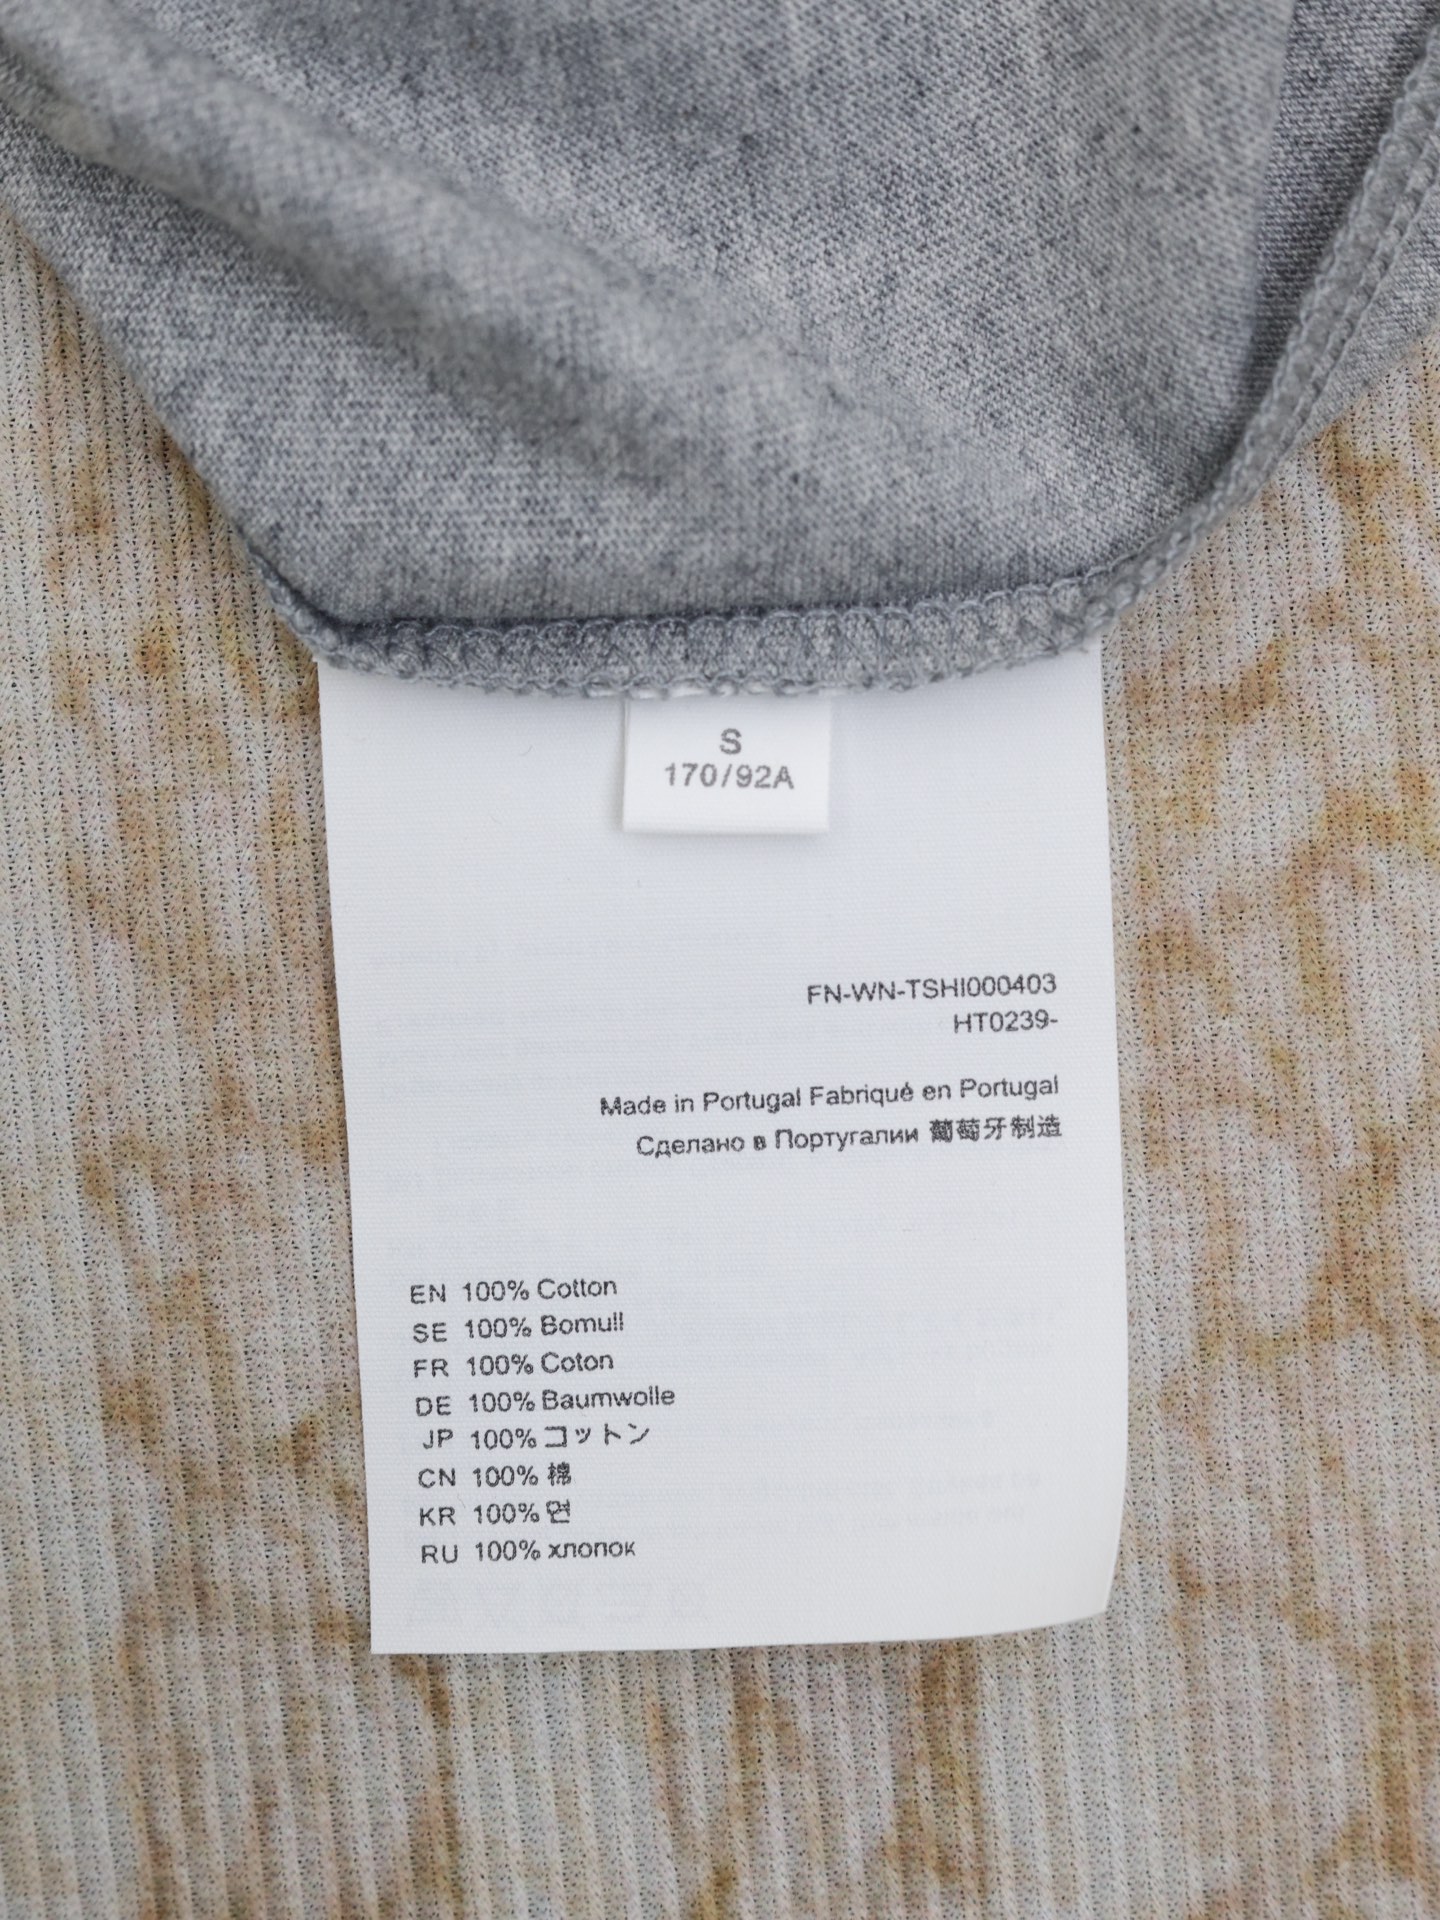 S
170/92A
FN-WN-TSHI000403
HT0239-
Made in Portugal Fabriqué en Portugal
Сделано в Португалии 葡萄牙制造
EN 100% Cotton
SE 100% Bomull
FR 100% Coton
DE 100% Baumwolle
JP 100% コットン
CN 100% 棉
KR 100% 면
RU 100% хлопок